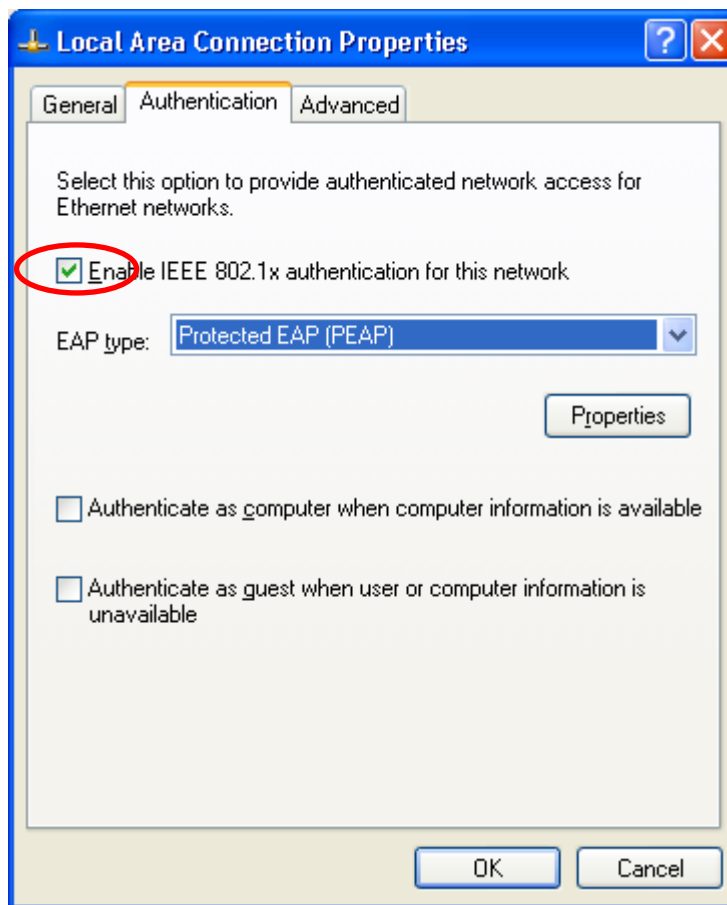 Local Area Connection Properties
General Authentication Advanced
Select this option to provide authenticated network access for
Ethernet networks.
Enable IEEE 802.1x authentication for this network
EAP type: Protected EAP (PEAP)
Properties
Authenticate as computer when computer information is available
Authenticate as guest when user or computer information is
unavailable
OK Cancel